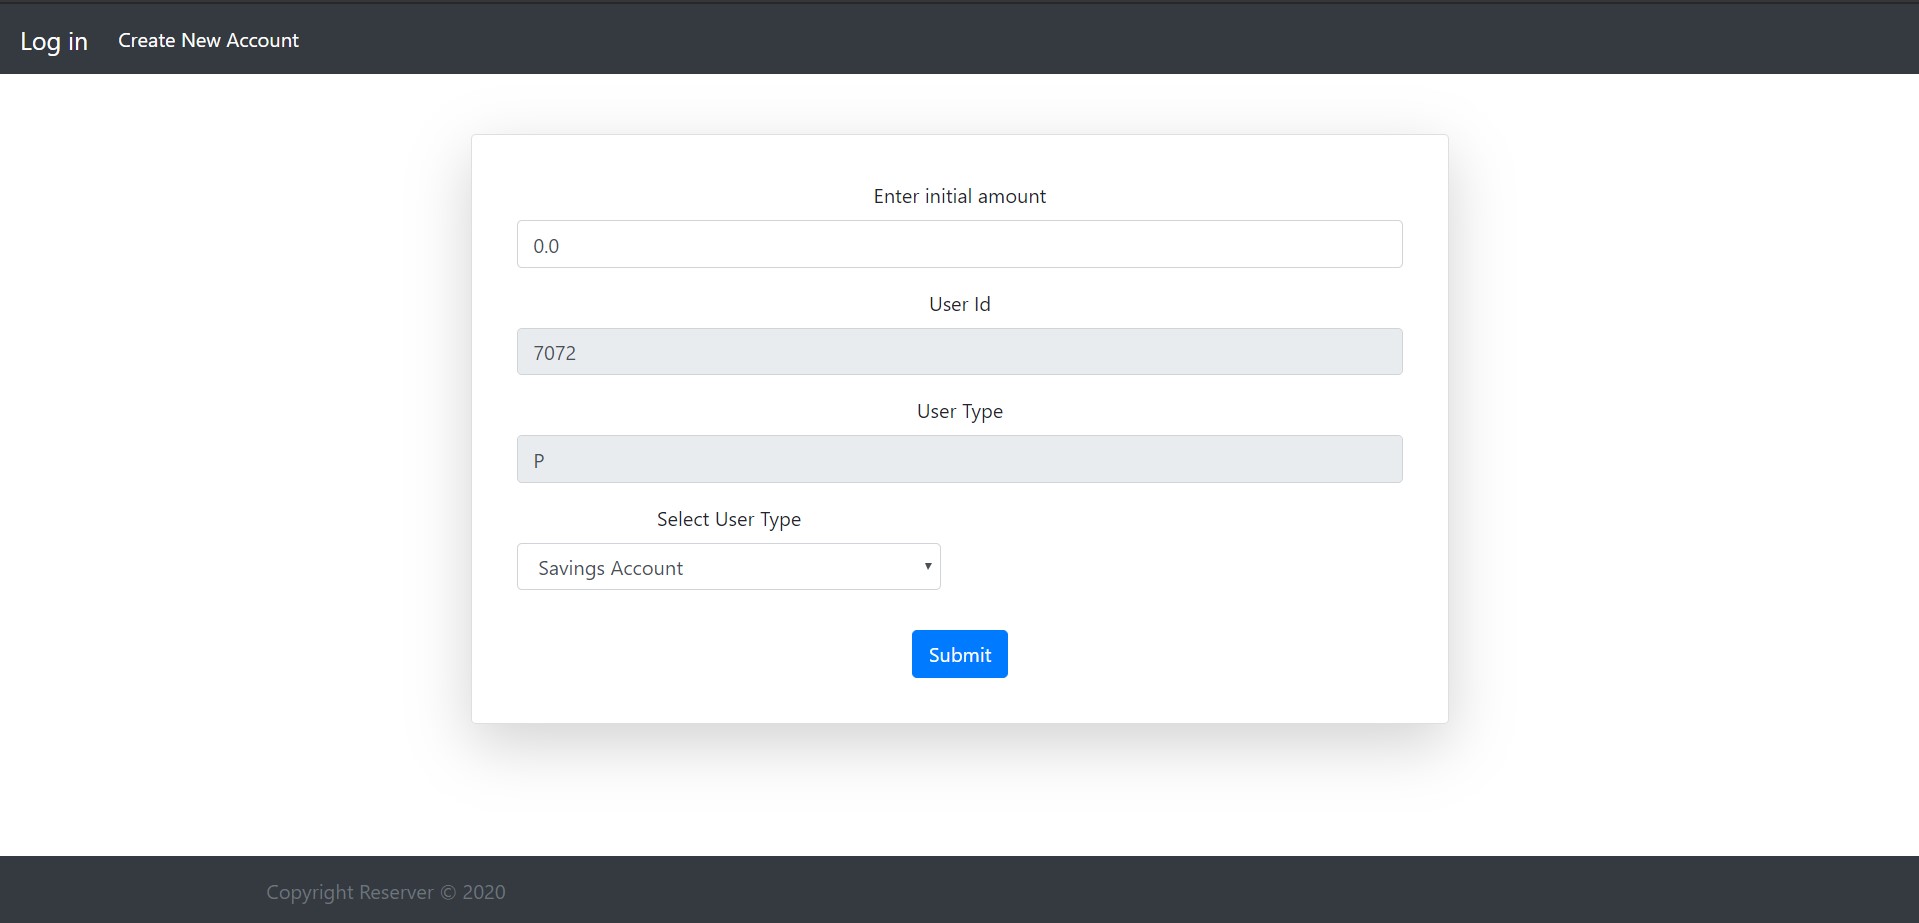 Log in Create New Account
Enter initial amount
0.0
User Id
7072
User Type
P
Select User Type
Savings Account
Submit
Copyright Reserver © 2020